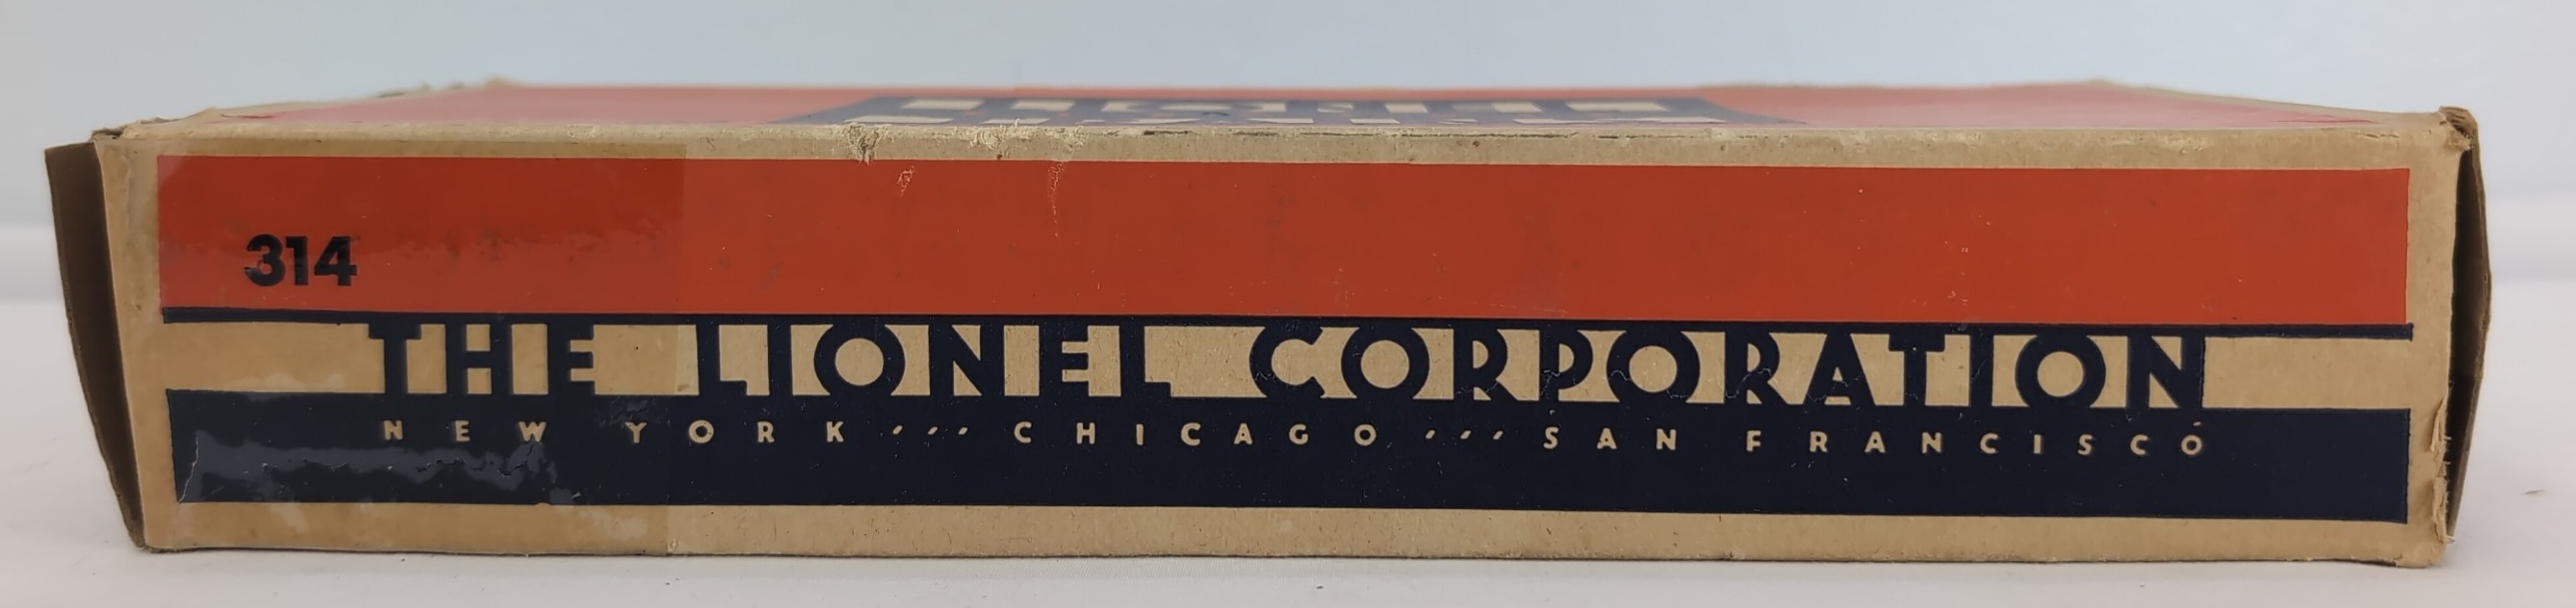 314
THE LIONEL CORPORATION
NEW YORK ,,, CHICAGO ,,, SAN FRANCISCO